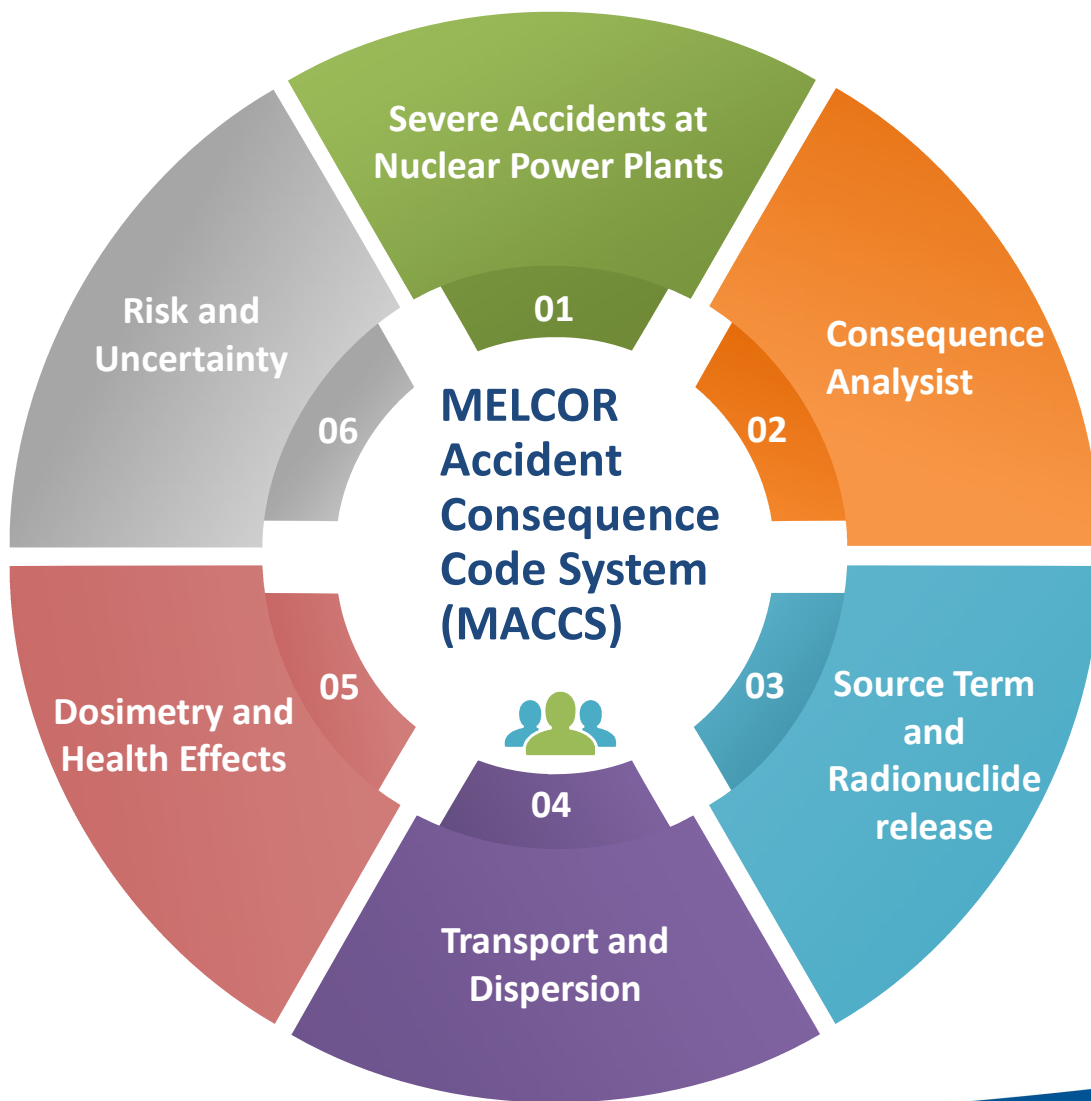 Severe Accidents at
Nuclear Power Plants
01
Consequence
Analysist
02
Source Term
and
Radionuclide
release
03
Transport and
Dispersion
04
Dosimetry and
Health Effects
05
Risk and
Uncertainty
06
MELCOR
Accident
Consequence
Code System
(MACCS)